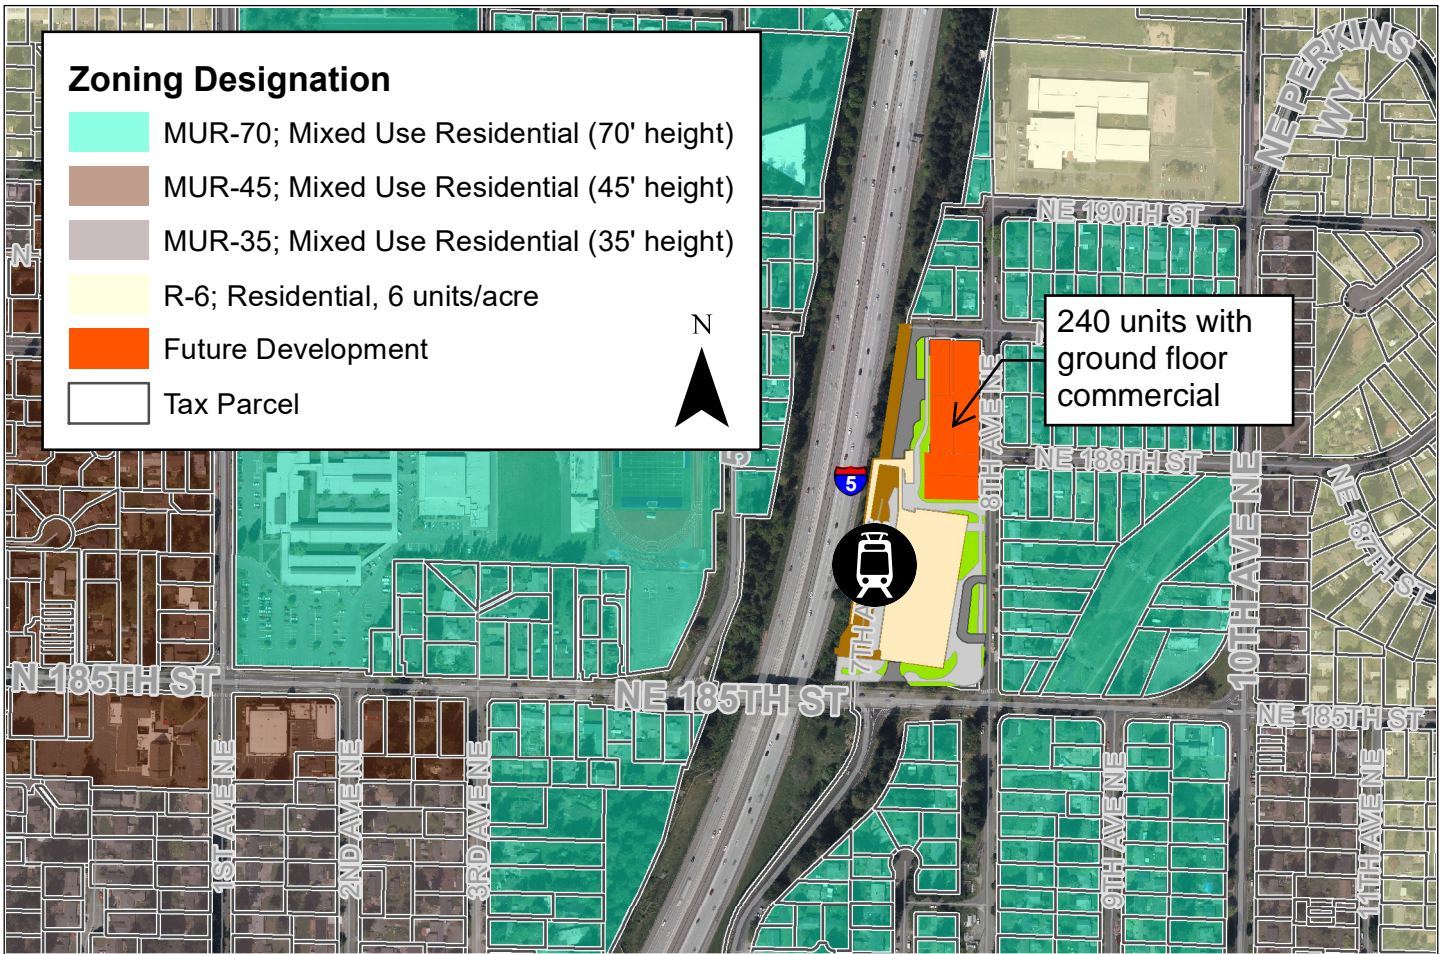 Zoning Designation
MUR-70; Mixed Use Residential (70' height)
MUR-45; Mixed Use Residential (45' height)
MUR-35; Mixed Use Residential (35' height)
R-6; Residential, 6 units/acre
Future Development
Tax Parcel
N
N
NE PERKINS
WY
NE 190TH ST
N
240 units with
ground floor
commercial
8TH AVE NE
NE 188TH ST
5
5
10TH AVE NE
NE 187TH ST
7TH A
N 185TH ST
NE 185TH ST
NE 185TH ST
1ST AVE NE
2ND AVE NE
3RD AVE NE
9TH AVE NE
11TH AVE NE